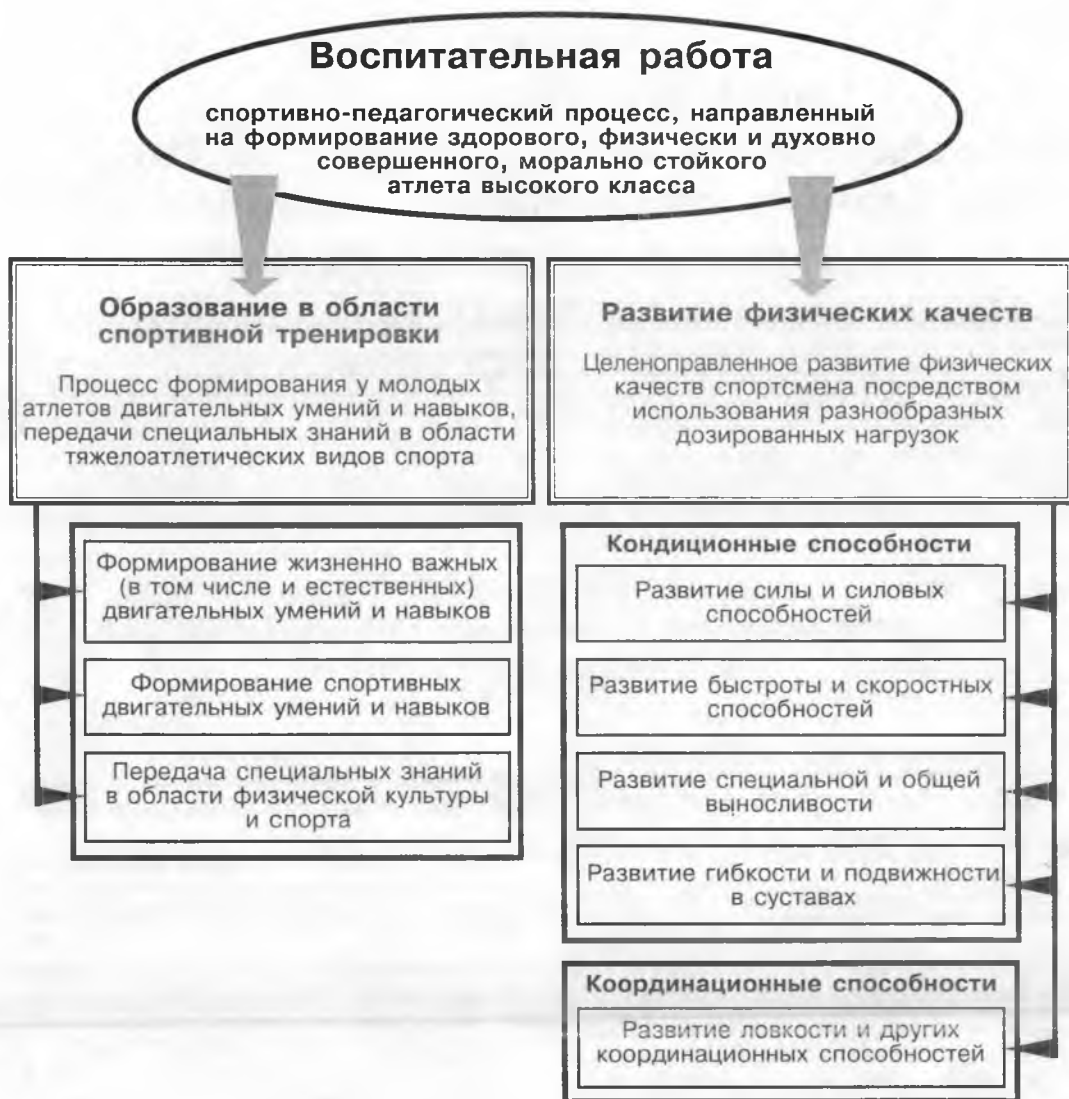 Воспитательная работа
спортивно-педагогический процесс, направленный
на формирование здорового, физически и духовно
совершенного, морально стойкого
атлета высокого класса
Образование в области
спортивной тренировки
Процесс формирования у молодых
атлетов двигательных умений и навыков,
передачи специальных знаний в области
тяжелоатлетических видов спорта
Формирование жизненно важных
(в том числе и естественных)
двигательных умений и навыков
Формирование спортивных
двигательных умений и навыков
Передача специальных знаний
в области физической культуры
и спорта
Развитие физических качеств
Целеноправленное развитие физических
качеств спортсмена посредством
использования разнообразных
дозированных нагрузок
Кондиционные способности
Развитие силы и силовых
способностей
Развитие быстроты и скоростных
способностей
Развитие специальной и общей
выносливости
Развитие гибкости и подвижности
в суставах
Координационные способности
Развитие ловкости и других
координационных способностей